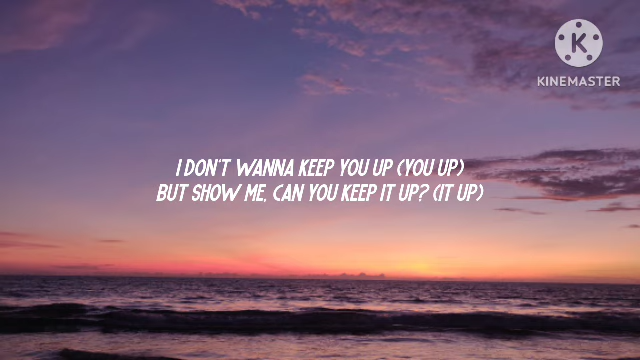 KINEMASTER
I DON'T WANNA KEEP YOU UP (YOU UP)
BUT SHOW ME, CAN YOU KEEP IT UP? (IT UP)